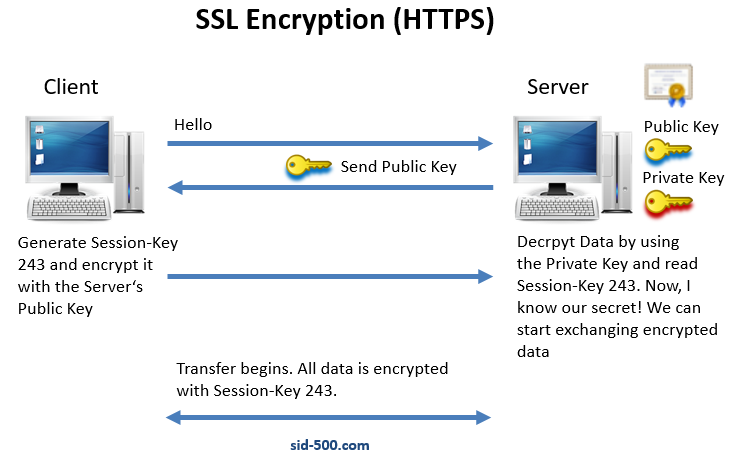 SSL Encryption (HTTPS)
Client
Server
Hello
Public Key
Send Public Key
Private Key
Generate Session-Key
243 and encrypt it
with the Server‘s
Public Key
Decrpyt Data by using
the Private Key and read
Session-Key 243. Now, I
know our secret! We can
start exchanging encrypted
data
Transfer begins. All data is encrypted
with Session-Key 243.
sid-500.com